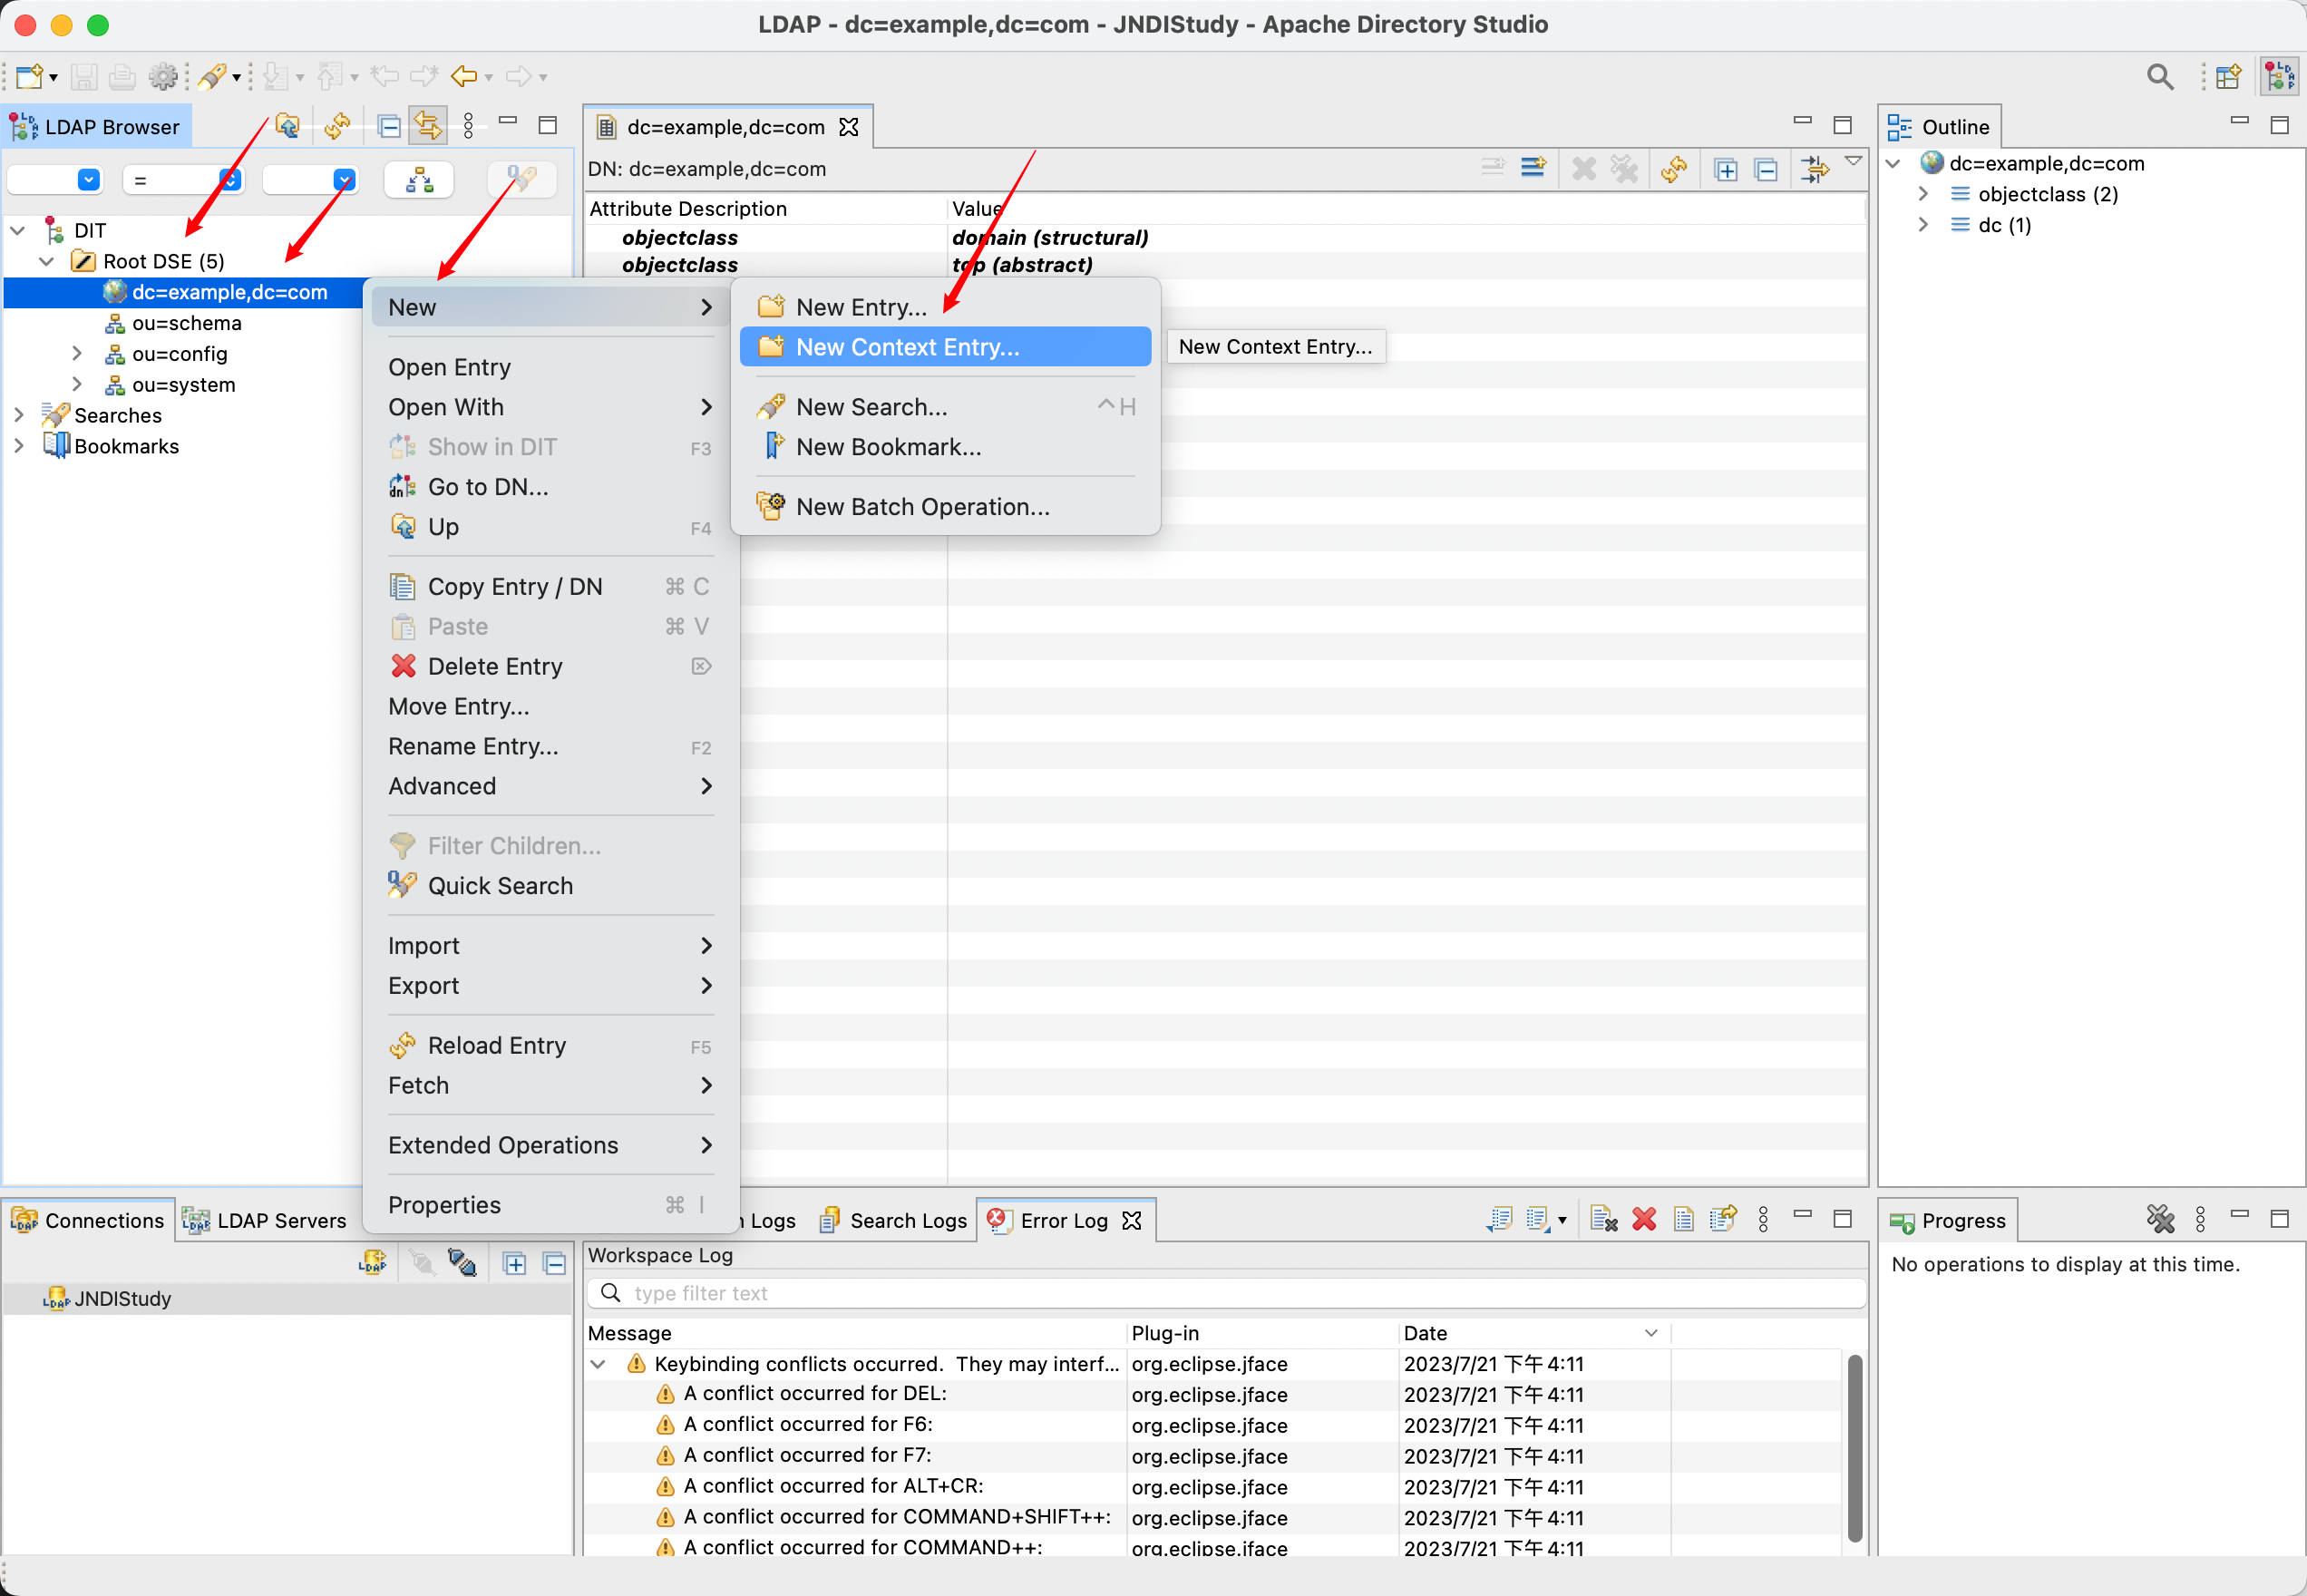 LDAP - dc=example,dc=com - JNDIStudy - Apache Directory Studio
LDAP Browser
=
DIT
Root DSE (5)
dc=example,dc=com
ou=schema
ou=config
ou=system
Searches
Bookmarks
New
Open Entry
Open With
Show in DIT F3
Go to DN...
Up F4
Copy Entry / DN ⌘ C
Paste ⌘ V
Delete Entry ⌦
Move Entry...
Rename Entry... F2
Advanced
Filter Children...
Quick Search
Import
Export
Reload Entry F5
Fetch
Extended Operations
Properties ⌘ I
New Entry...
New Context Entry...
New Search... ^ H
New Bookmark...
New Batch Operation...
New Context Entry...
dc=example,dc=com
DN: dc=example,dc=com
Attribute Description Value
objectclass domain (structural)
objectclass top (abstract)
Outline
dc=example,dc=com
objectclass (2)
dc (1)
Connections
LDAP Servers
JNDIStudy
Logs
Search Logs
Error Log
Workspace Log
type filter text
Message Plug-in Date
Keybinding conflicts occurred.  They may interf... org.eclipse.jface 2023/7/21 下午 4:11
A conflict occurred for DEL: org.eclipse.jface 2023/7/21 下午 4:11
A conflict occurred for F6: org.eclipse.jface 2023/7/21 下午 4:11
A conflict occurred for F7: org.eclipse.jface 2023/7/21 下午 4:11
A conflict occurred for ALT+CR: org.eclipse.jface 2023/7/21 下午 4:11
A conflict occurred for COMMAND+SHIFT++: org.eclipse.jface 2023/7/21 下午 4:11
A conflict occurred for COMMAND++: org.eclipse.jface 2023/7/21 下午 4:11
Progress
No operations to display at this time.